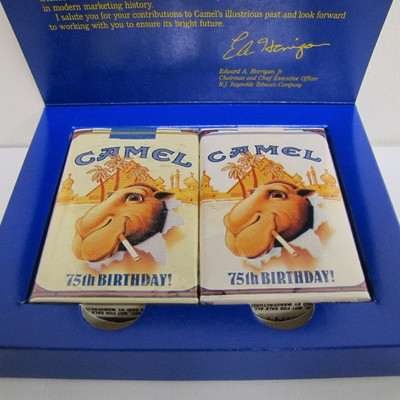 in modern marketing history.
I salute you for your contributions to Camel's illustrious past and look forward
to working with you to ensure its bright future.
Edward A. Horrigan, Jr
Chairman and Chief Executive Officer
R.J. Reynolds Tobacco Company
CAMEL
75th BIRTHDAY!
CAMEL
75th BIRTHDAY!